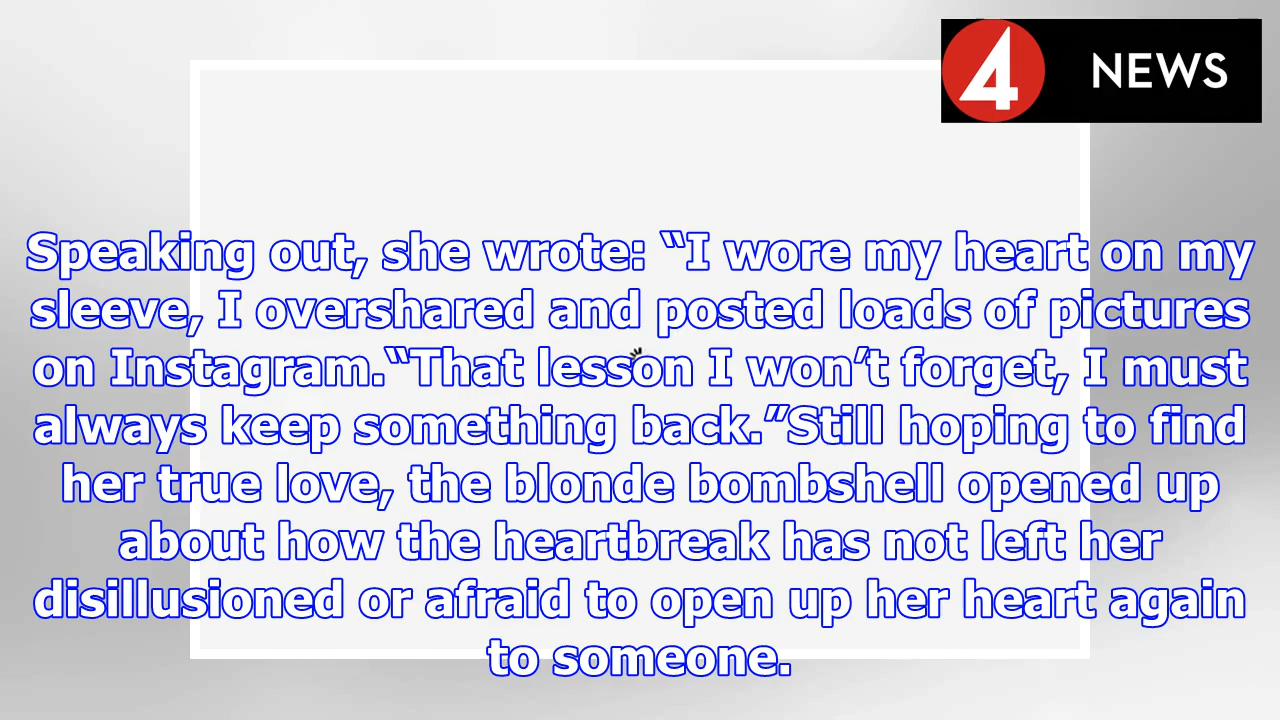 4 NEWS
Speaking out, she wrote: “I wore my heart on my
sleeve, I overshared and posted loads of pictures
on Instagram.“That lesson I won’t forget, I must
always keep something back.”Still hoping to find
her true love, the blonde bombshell opened up
about how the heartbreak has not left her
disillusioned or afraid to open up her heart again
to someone.